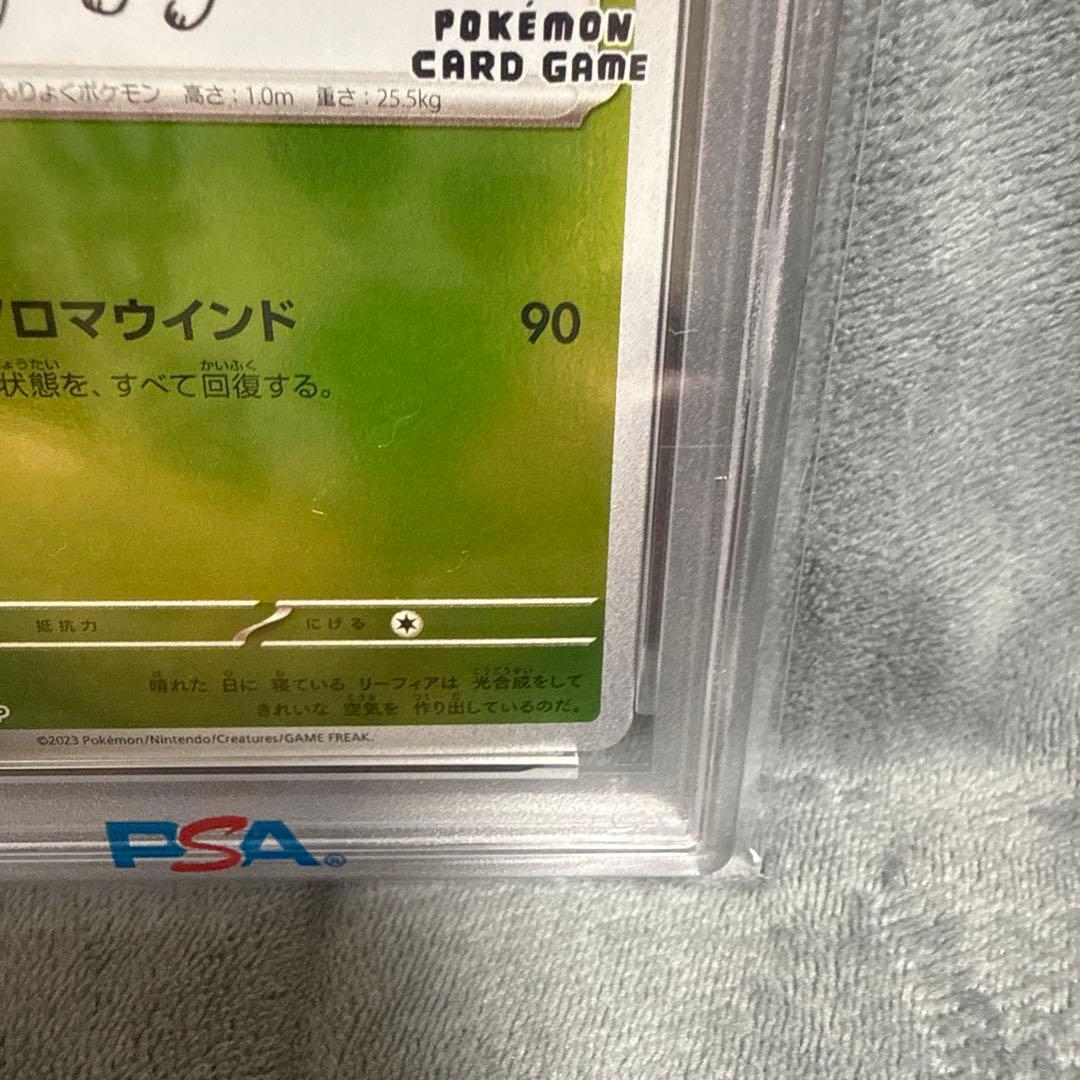 POKÉMON
CARD GAME
んりょくポケモン 高さ：1.0m 重さ：25.5kg
アロマウインド 90
状態を、すべて回復する。
抵抗力 にげる
晴れた 日に 寝ている リーフィアは 光合成をして
きれいな 空気を 作り出しているのだ。
©2023 Pokémon/Nintendo/Creatures/GAME FREAK.
PSA®